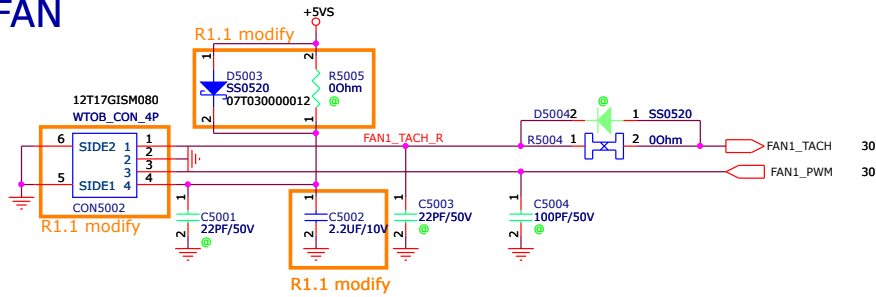 FAN
+5VS
R1.1 modify
1
2
D5003
SS0520
07T030000012
R5005
0Ohm
@
2
1
12T17GISM080
WTOB_CON_4P
6 SIDE2 1 1
2 2
3 3
5 SIDE1 4 4
CON5002
R1.1 modify
FAN1_TACH_R
@
D5004 2 1 SS0520
R5004 1 2 0Ohm
FAN1_TACH 30
FAN1_PWM 30
1
C5001
22PF/50V
2
@
1
C5002
2.2UF/10V
2
R1.1 modify
1
C5003
22PF/50V
2
@
1
C5004
100PF/50V
2
@